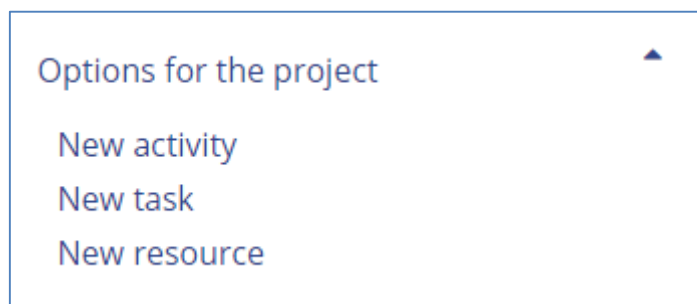 Options for the project
New activity
New task
New resource